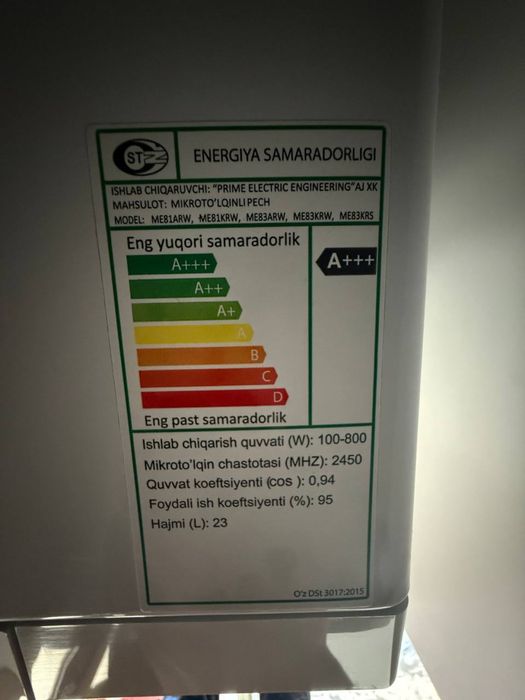 STZ
ENERGIYA SAMARADORLIGI
ISHLAB CHIQARUVCHI: "PRIME ELECTRIC ENGINEERING"AJ XK
MAHSULOT: MIKROTO'LQINLI PECH
MODEL: ME81ARW, ME81KRW, ME83ARW, ME83KRW, ME83KRS
Eng yuqori samaradorlik
A+++
A+++
A++
A+
A
B
C
D
Eng past samaradorlik
Ishlab chiqarish quvvati (W): 100-800
Mikroto'lqin chastotasi (MHZ): 2450
Quvvat koeftsiyenti (cos ): 0,94
Foydali ish koeftsiyenti (%): 95
Hajmi (L): 23
O'z DSt 3017:2015